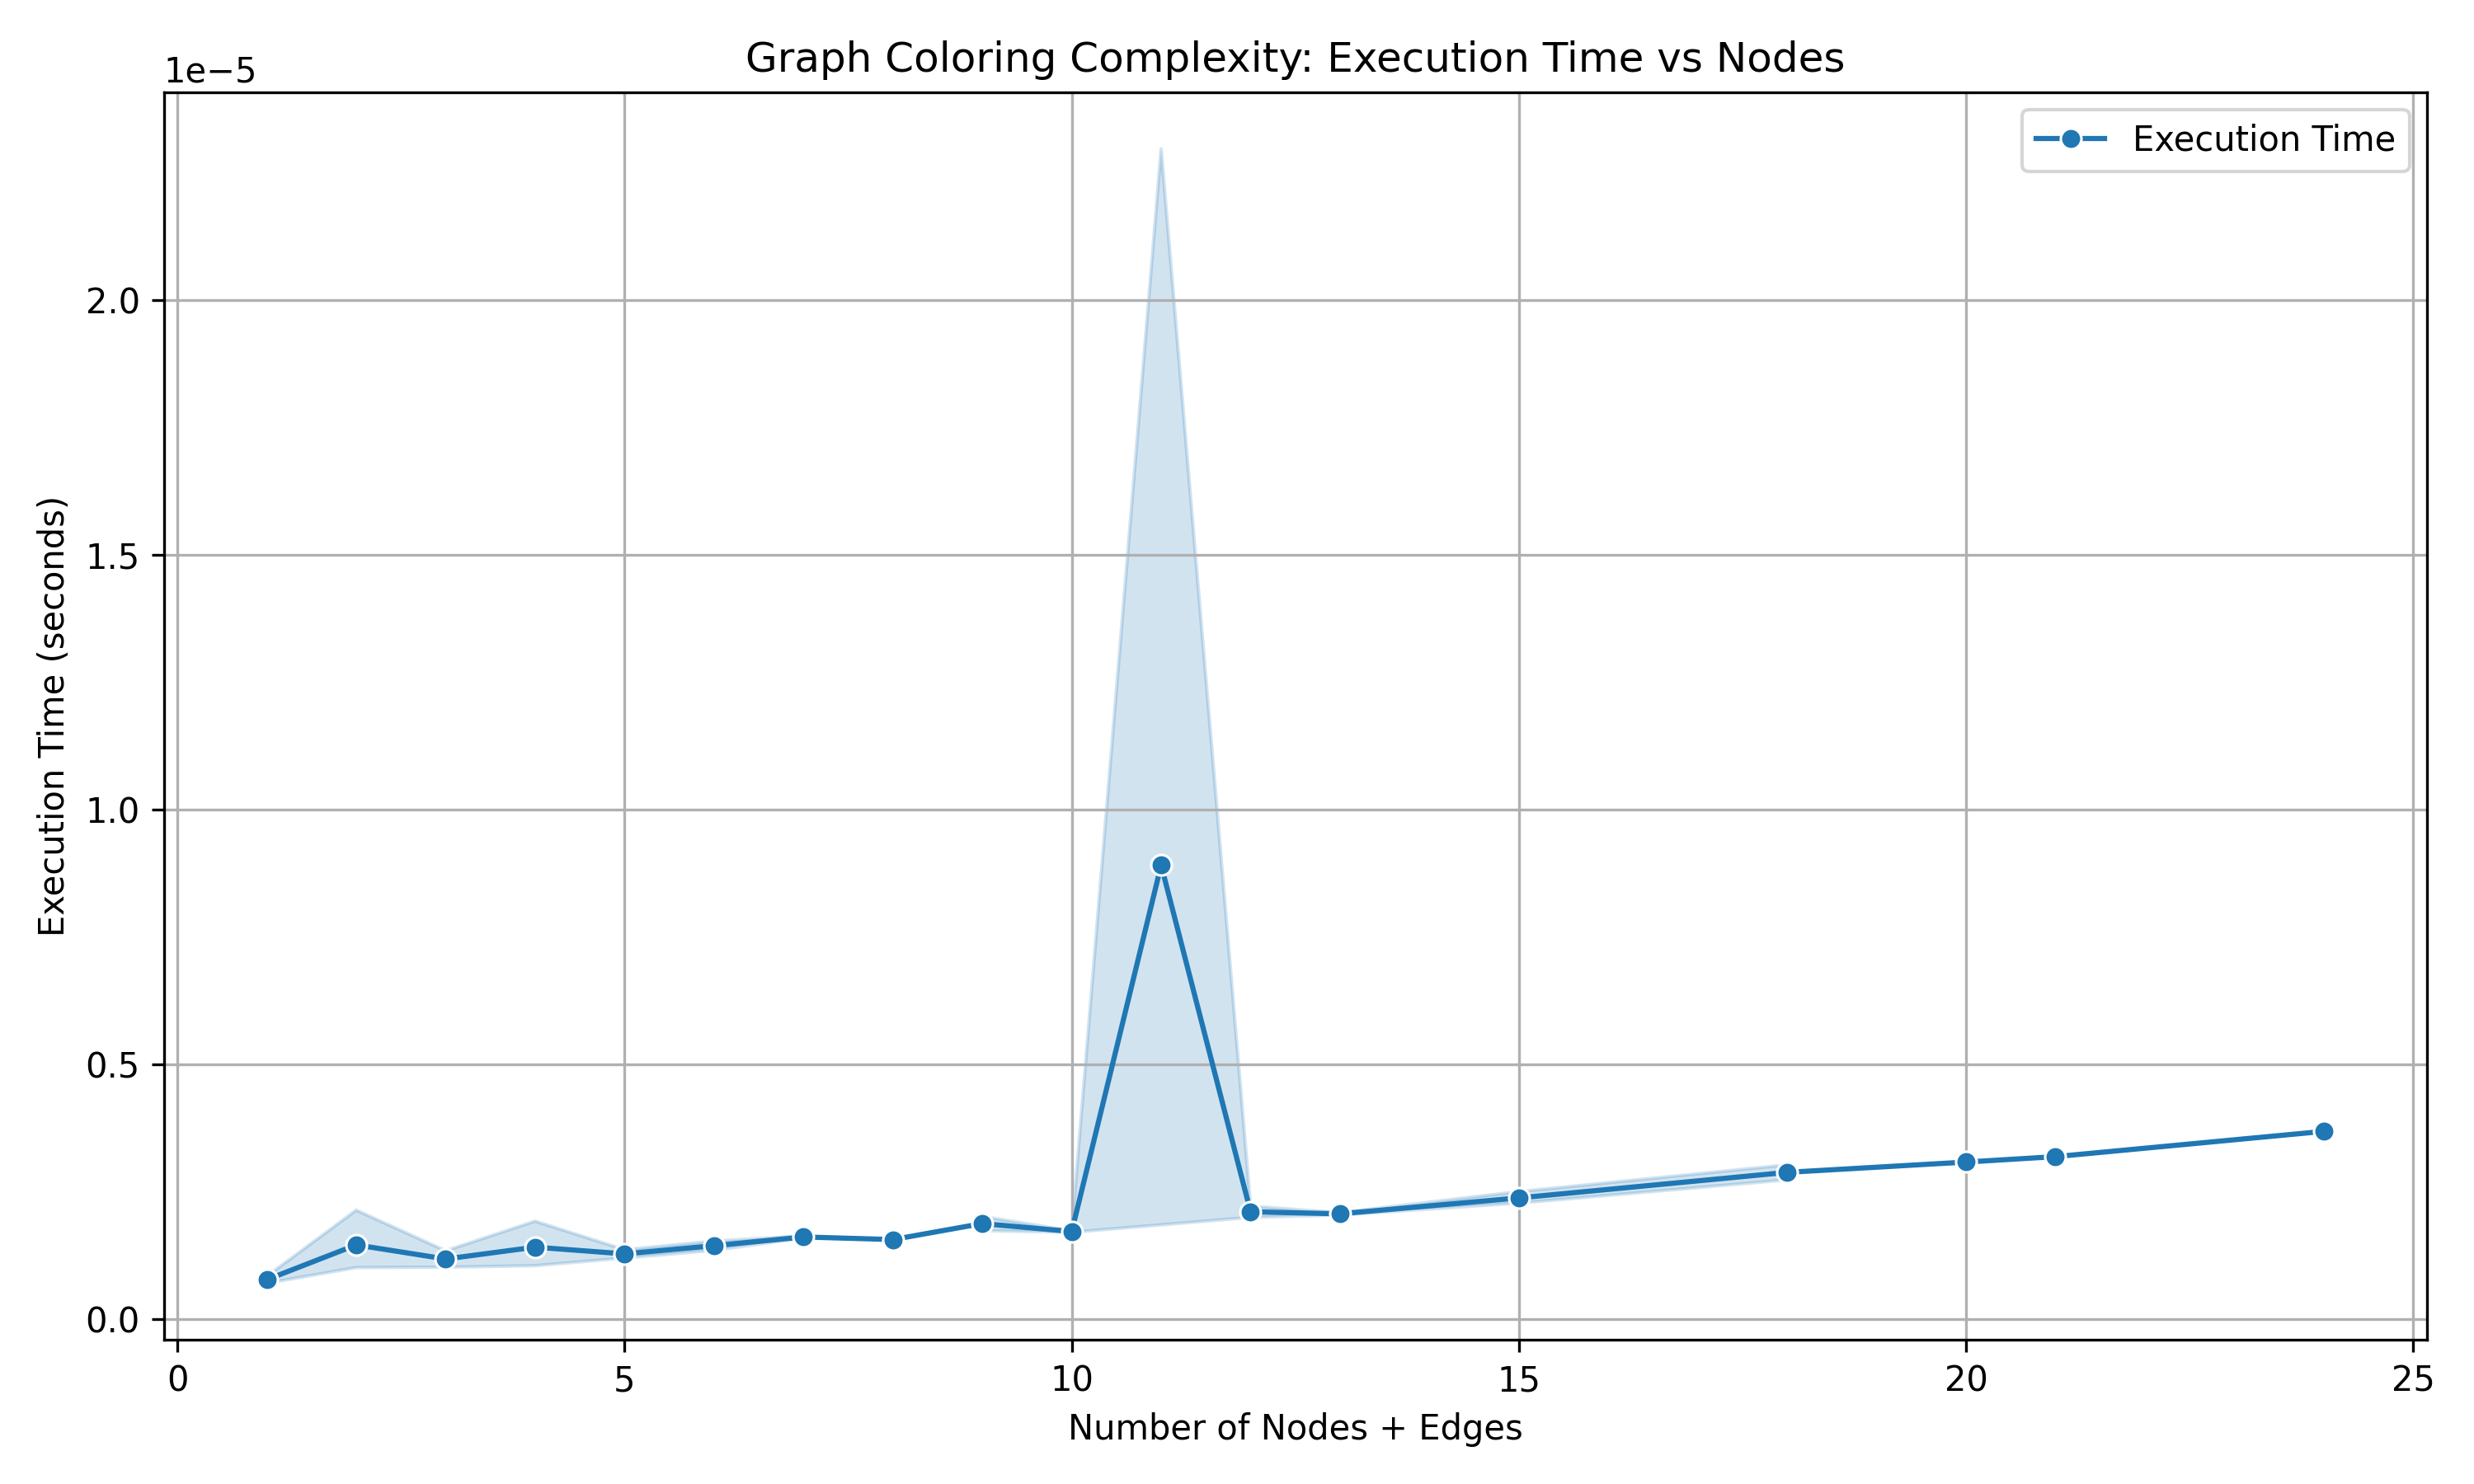 Graph Coloring Complexity: Execution Time vs Nodes
1e−5
Execution Time
2.0
1.5
1.0
0.5
0.0
Execution Time (seconds)
0 5 10 15 20 25
Number of Nodes + Edges